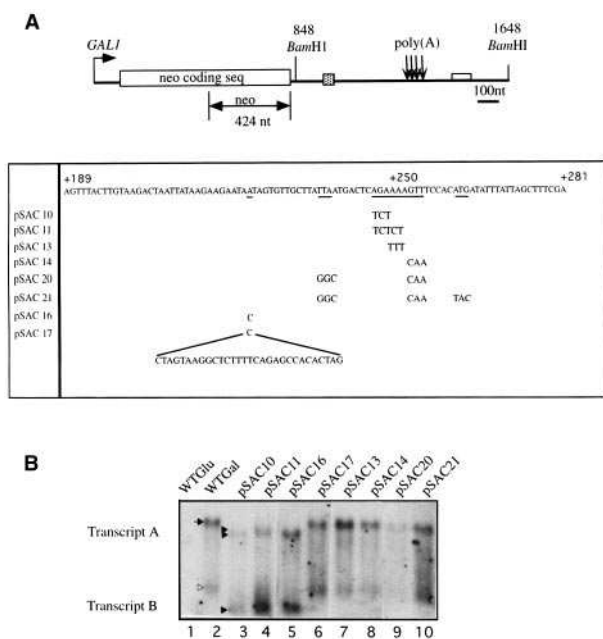 A
GAL1
848
BamH1
poly(A)
1648
BamHI
neo coding seq
neo
424 nt
100nt
+189
+250
+281
AGTTTACTTGTAAGACTAATTATAAGAAGAATAATAGTGTTGCTTATTAATGACTCAGAAAAGTTTCCACATGATATTTATTAGCTTTCGA
pSAC 10
TCT
pSAC 11
TCTCT
pSAC 13
TTT
pSAC 14
CAA
pSAC 20
GGC
CAA
pSAC 21
GGC
CAA
TAC
pSAC 16
C
pSAC 17
C
CTAGTAAGGCTCTTTTCAGAGCCACACTAG
B
WTGlu
WTGal
pSAC10
pSAC11
pSAC16
pSAC17
pSAC13
pSAC14
pSAC20
pSAC21
Transcript A
Transcript B
1 2 3 4 5 6 7 8 9 10